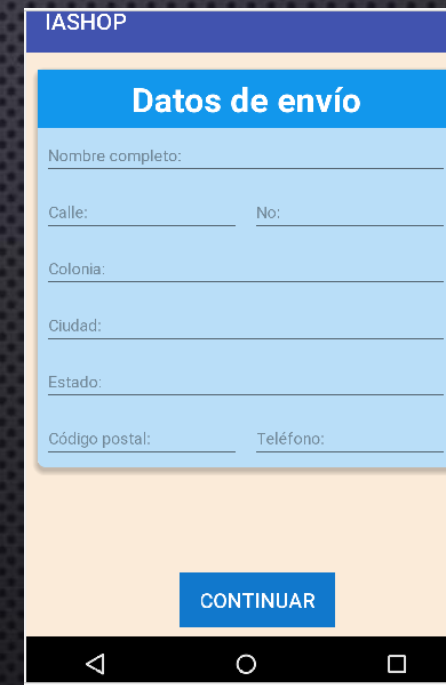 IASHOP
Datos de envío
Nombre completo:
Calle: No:
Colonia:
Ciudad:
Estado:
Código postal: Teléfono:
CONTINUAR